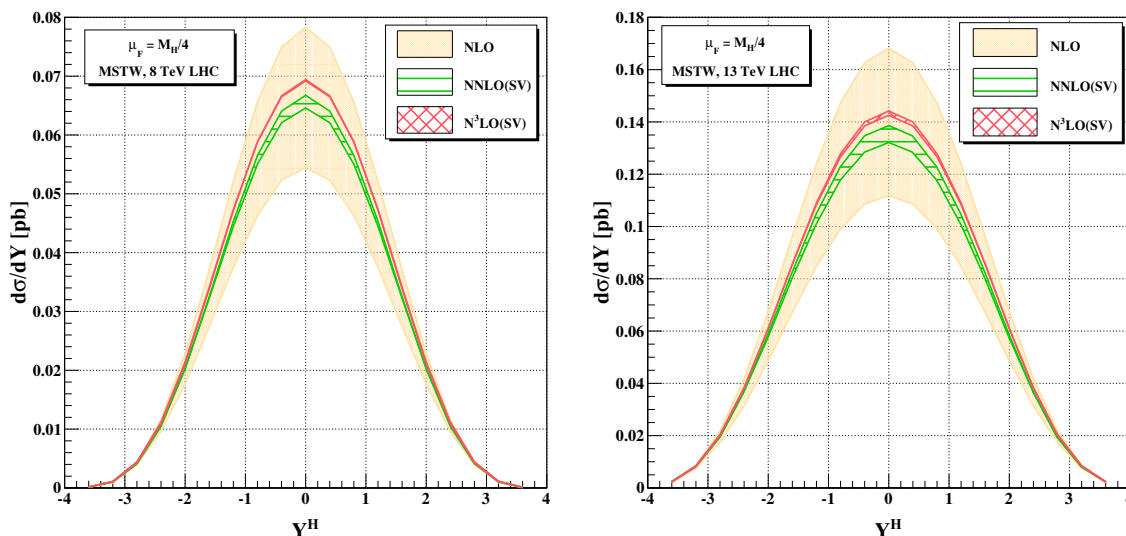 μF = MH/4
MSTW, 8 TeV LHC
NLO
NNLO(SV)
N³LO(SV)
dσ/dY [pb]
0.08
0.07
0.06
0.05
0.04
0.03
0.02
0.01
0
-4 -3 -2 -1 0 1 2 3 4
Y^H
μF = MH/4
MSTW, 13 TeV LHC
NLO
NNLO(SV)
N³LO(SV)
dσ/dY [pb]
0.18
0.16
0.14
0.12
0.1
0.08
0.06
0.04
0.02
0
-4 -3 -2 -1 0 1 2 3
Y^H